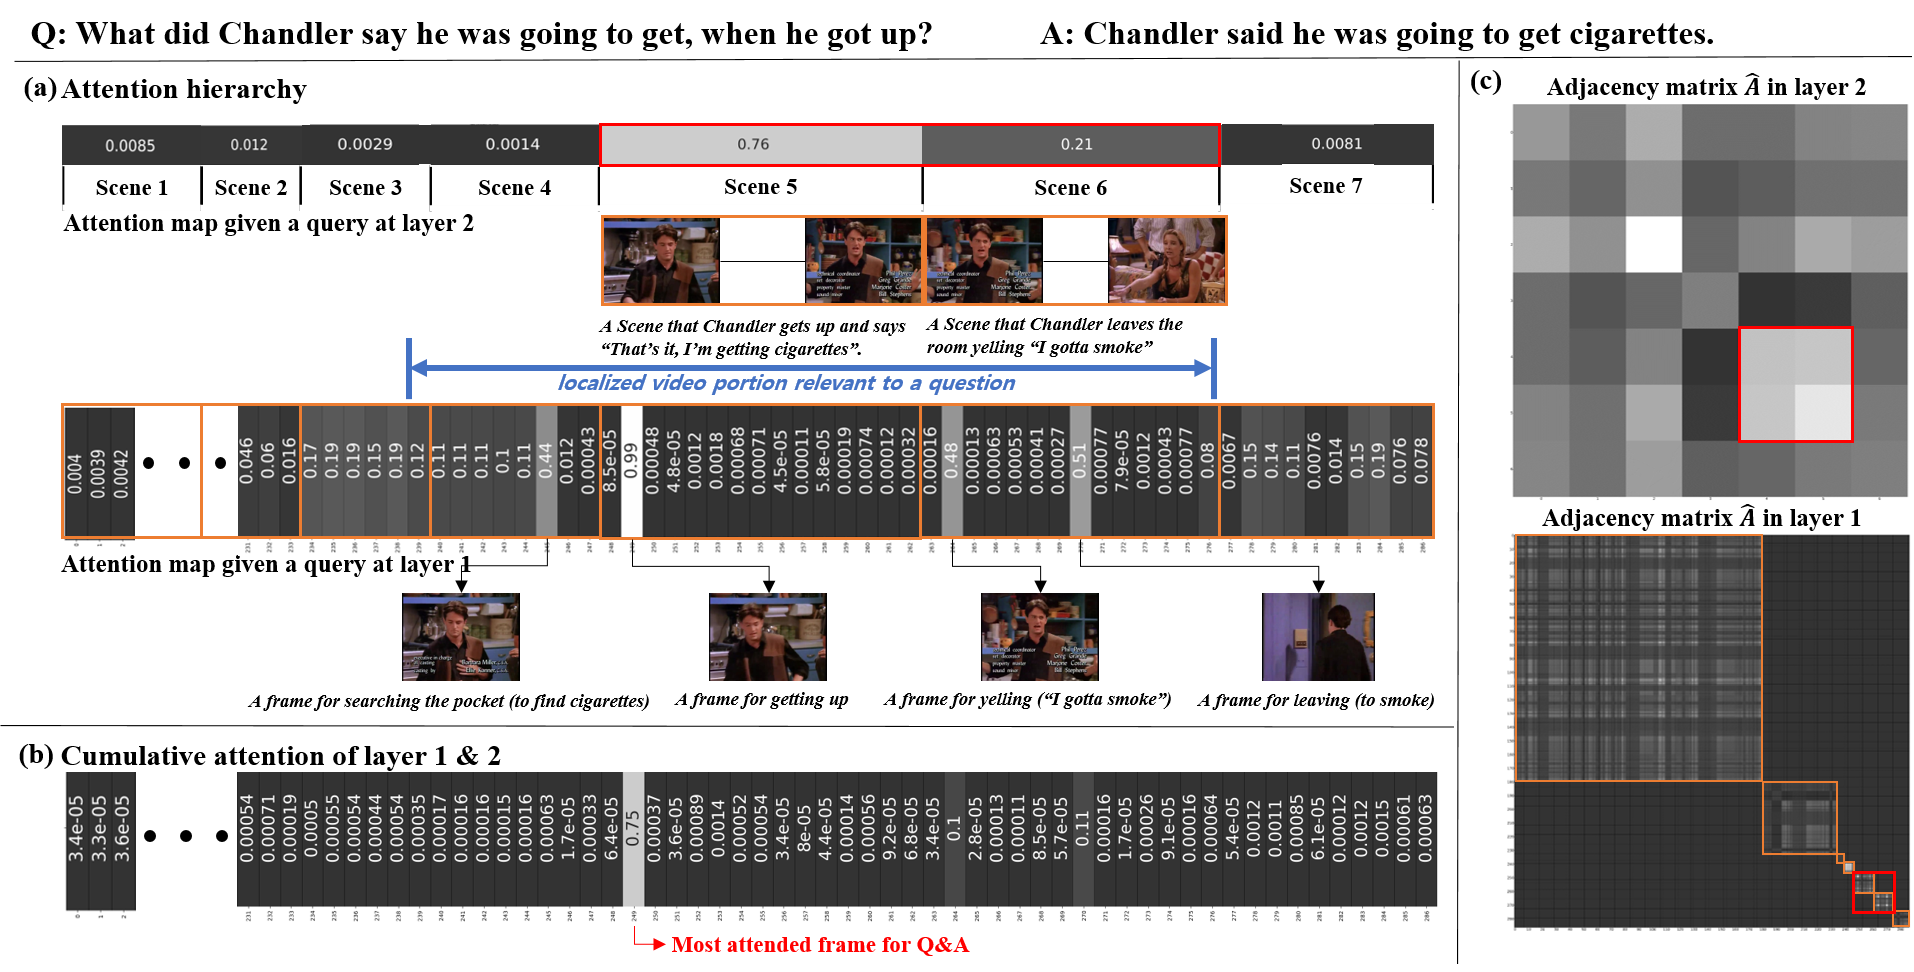 Q: What did Chandler say he was going to get, when he got up?
A: Chandler said he was going to get cigarettes.
(a) Attention hierarchy
0.0085 0.012 0.0029 0.0014 0.76 0.21 0.0081
Scene 1 Scene 2 Scene 3 Scene 4 Scene 5 Scene 6 Scene 7
Attention map given a query at layer 2
A Scene that Chandler gets up and says
“That’s it, I’m getting cigarettes”.
A Scene that Chandler leaves the
room yelling “I gotta smoke”
localized video portion relevant to a question
0.004 0.0039 0.0042 • • • 0.046 0.06 0.016 0.17 0.19 0.19 0.15 0.19 0.12 0.11 0.11 0.11 0.1 0.11 0.44 0.012 0.00043 8.5e-05 0.99 0.00048 4.8e-05 0.0012 0.0018 0.00068 0.00071 4.5e-05 0.00011 5.8e-05 0.00019 0.00074 0.00012 0.00032 0.00016 0.48 0.00013 0.00063 0.00053 0.00041 0.00027 0.51 0.00077 7.9e-05 0.0012 0.00043 0.00077 0.08 0.0067 0.15 0.14 0.11 0.0076 0.014 0.15 0.19 0.076 0.078
Attention map given a query at layer 1
A frame for searching the pocket (to find cigarettes)
A frame for getting up
A frame for yelling (“I gotta smoke”)
A frame for leaving (to smoke)
(b) Cumulative attention of layer 1 & 2
3.4e-05 3.3e-05 3.6e-05 • • • 0.00054 0.00071 0.00019 0.0005 0.00055 0.00054 0.00044 0.00054 0.00035 0.00017 0.00016 0.00016 0.00015 0.00016 0.00063 1.7e-05 0.00033 6.4e-05 0.75 0.00037 3.6e-05 0.00089 0.0014 0.00052 0.00054 3.4e-05 8e-05 4.4e-05 0.00014 0.00056 9.2e-05 6.8e-05 3.4e-05 0.1 2.8e-05 0.00013 0.00011 8.5e-05 5.7e-05 0.11 0.00016 1.7e-05 0.00026 9.1e-05 0.00016 0.00064 5.4e-05 0.0012 0.0011 0.00085 6.1e-05 0.00012 0.0012 0.0015 0.00061 0.00063
Most attended frame for Q&A
(c)
Adjacency matrix Â in layer 2
Adjacency matrix Â in layer 1